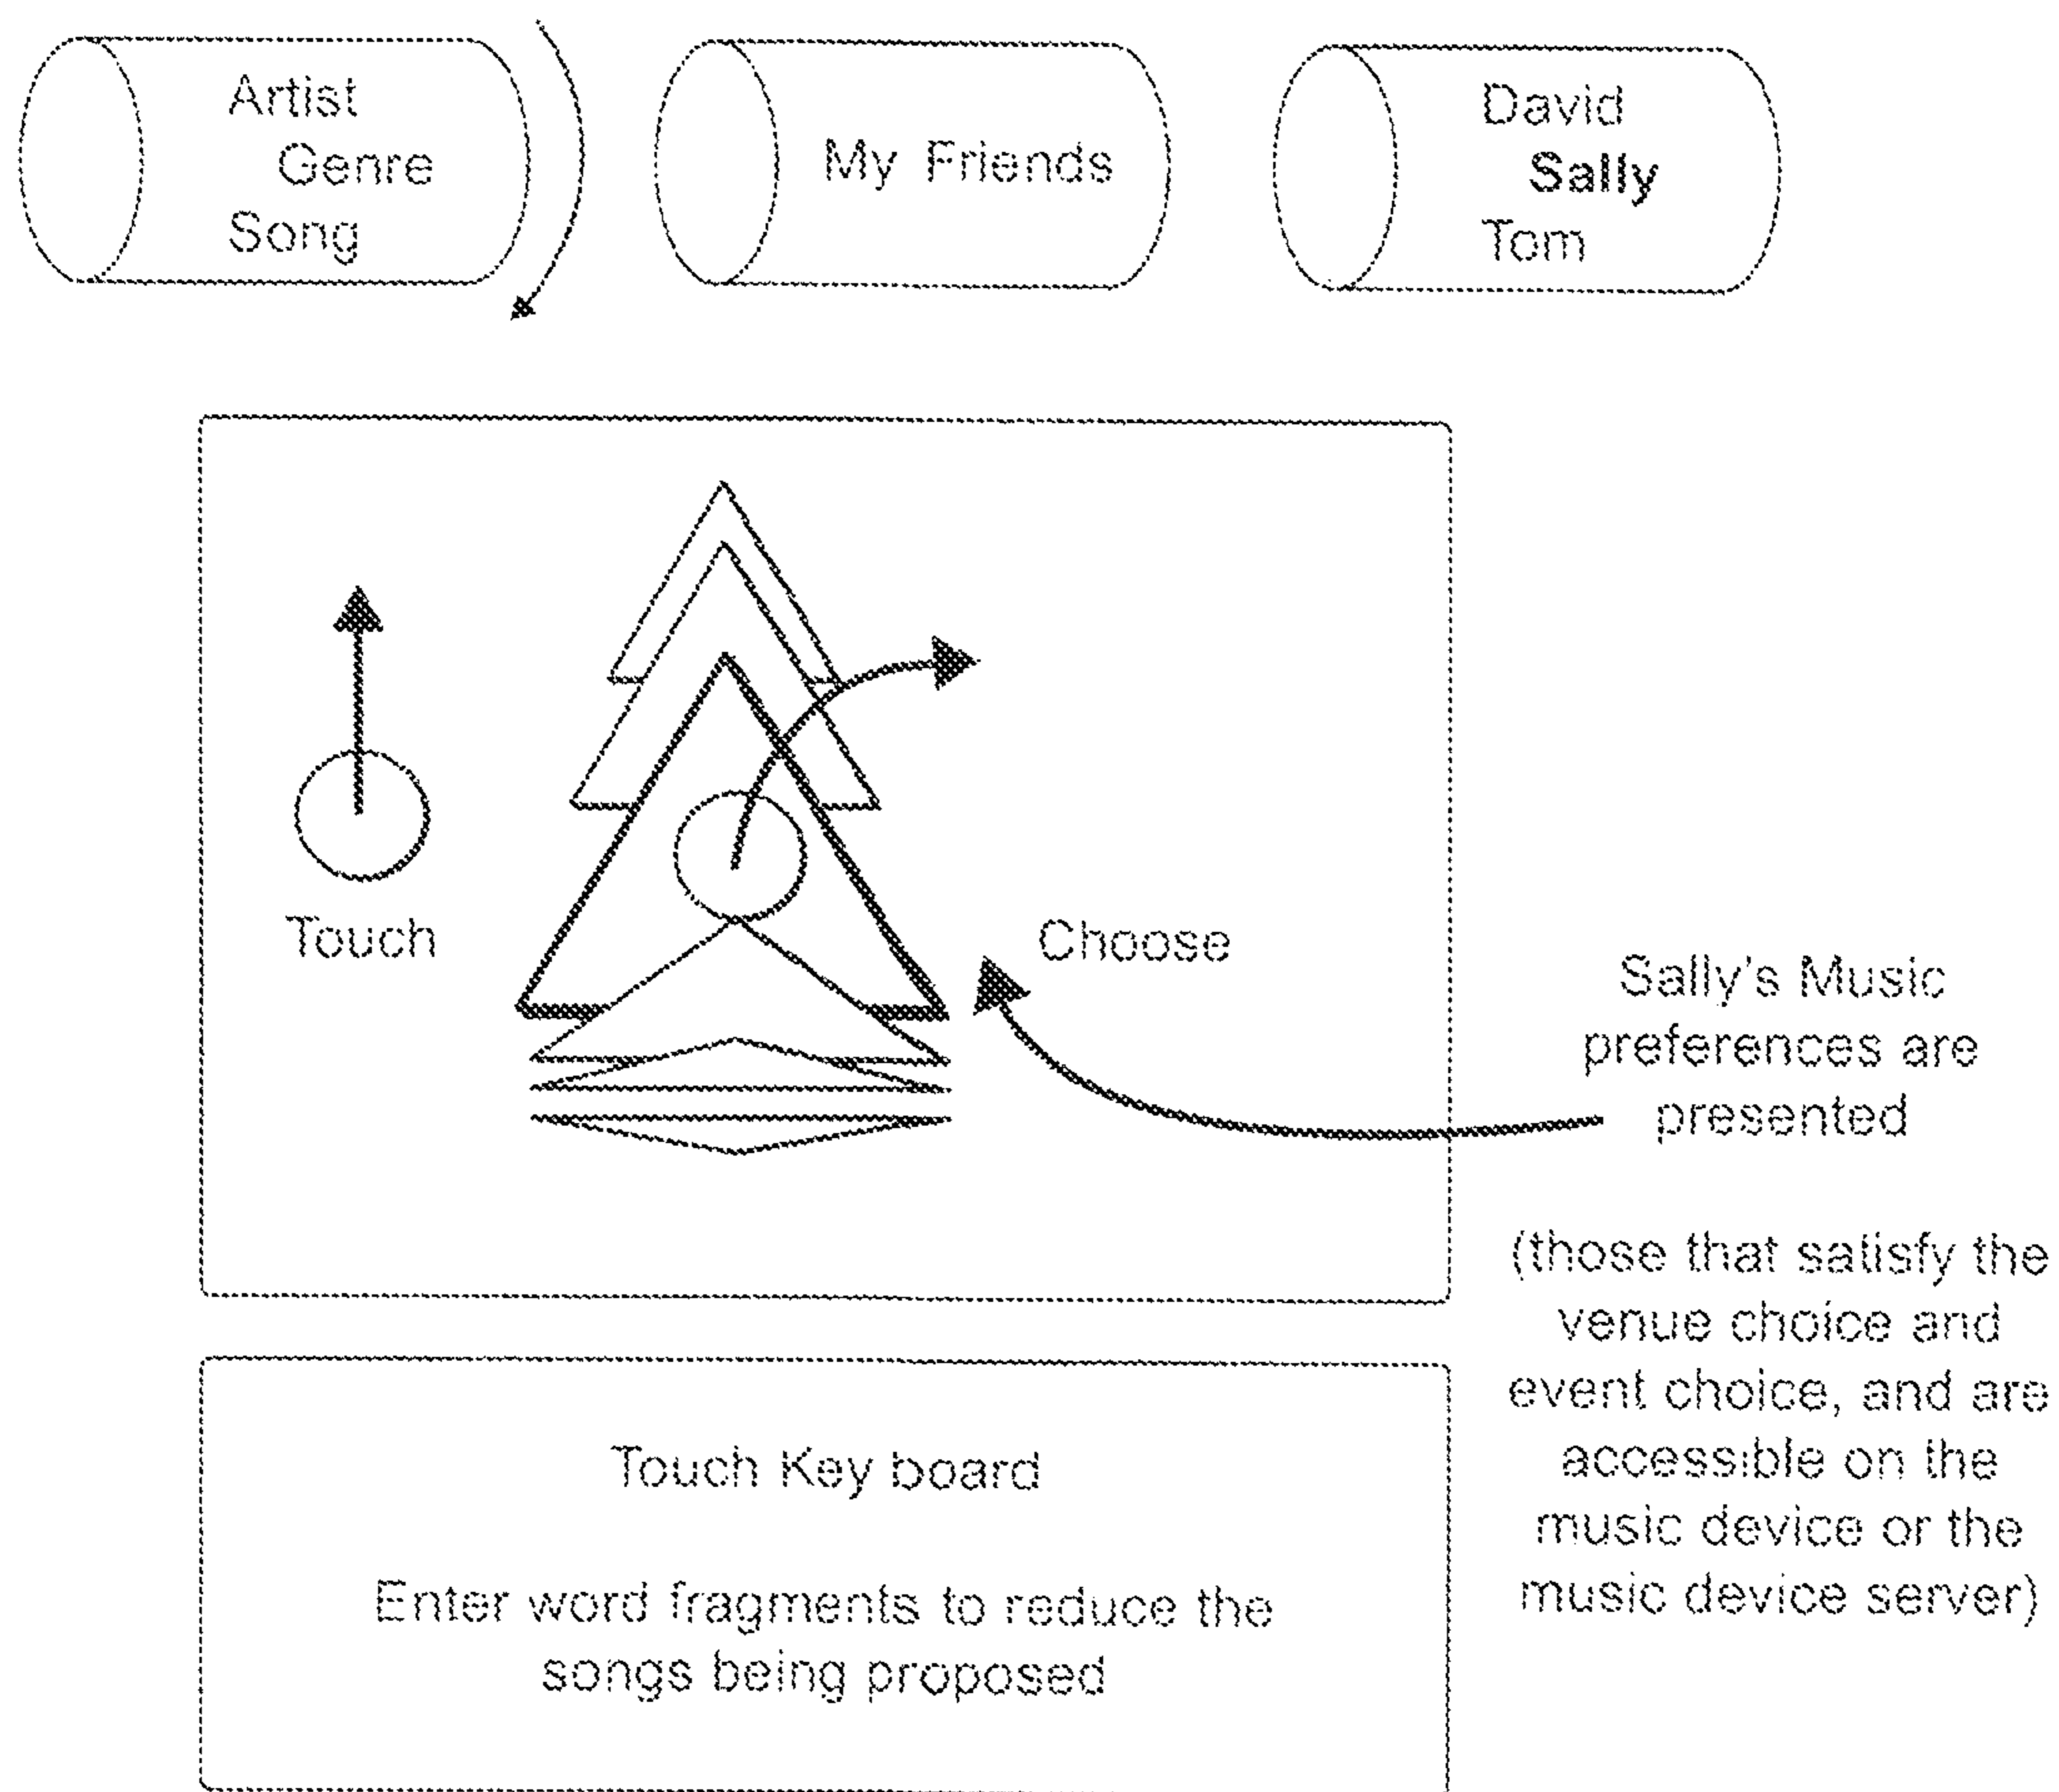 Artist
Genre
Song
My Friends
David
Sally
Tom
Touch
Choose
Sally's Music
preferences are
presented
(those that satisfy the
venue choice and
event choice, and are
accessible on the
music device or the
music device server)
Touch Key board
Enter word fragments to reduce the
songs being proposed